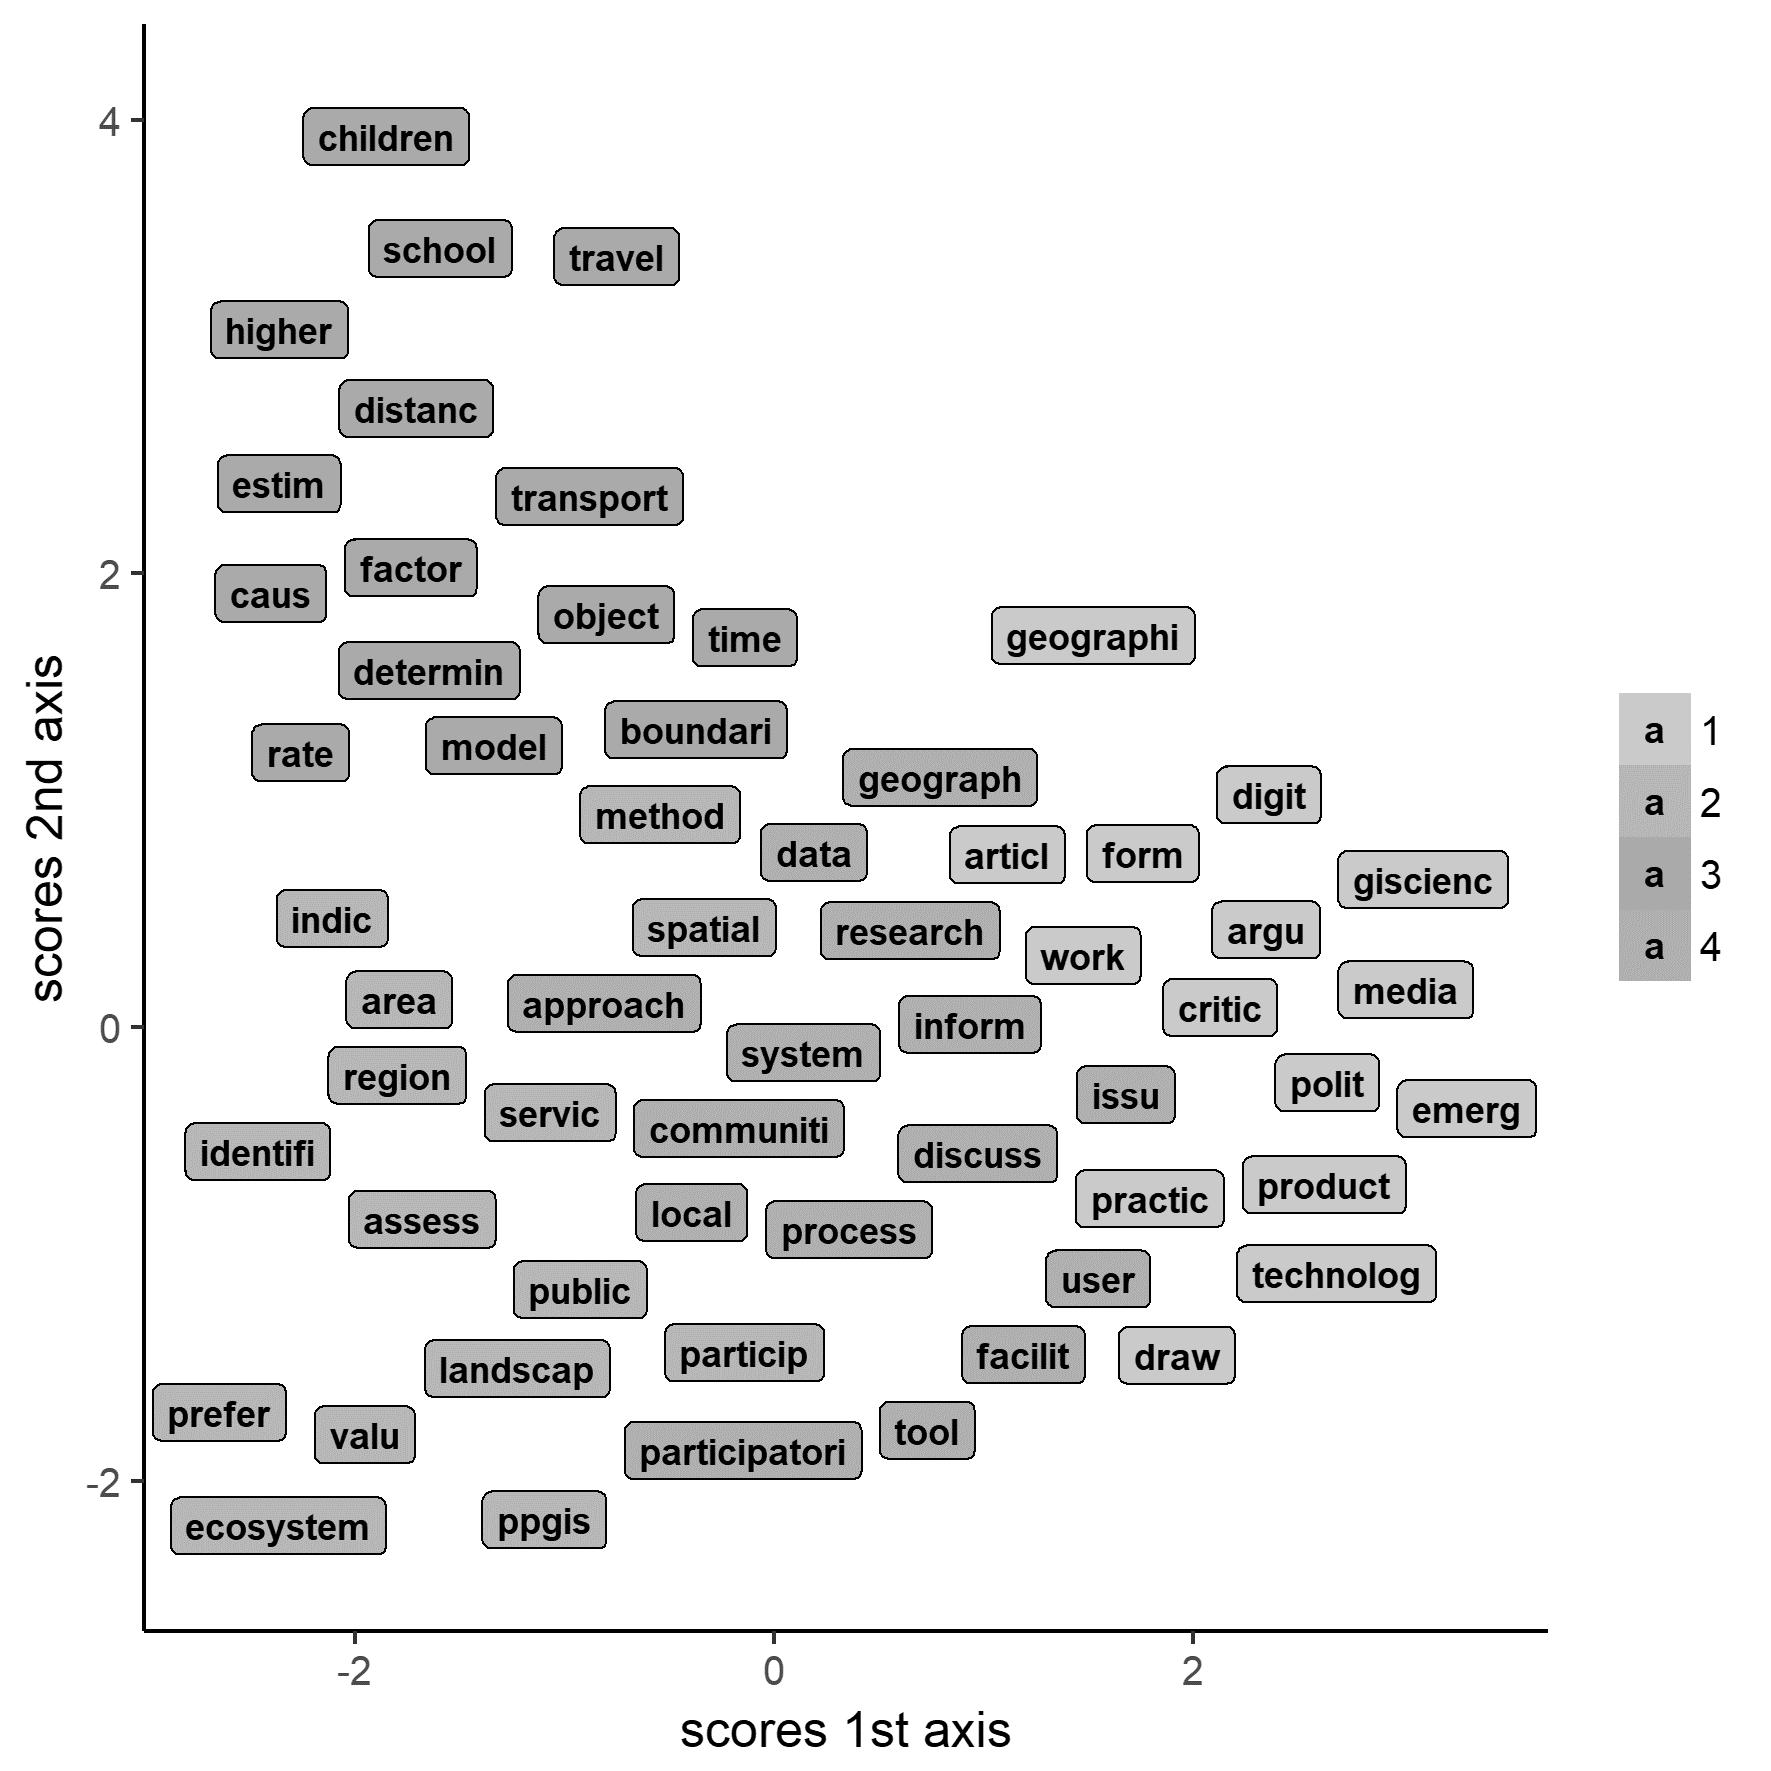 4
children
school
travel
higher
distanc
estim
transport
2
factor
caus
object
time
geographi
determin
boundari
model
rate
geograph
digit
method
data
articl
form
giscienc
indic
spatial
research
argu
work
media
area
approach
critic
0
inform
system
region
polit
issu
emerg
servic
communiti
identifi
discuss
product
practic
assess
local
process
public
user
technolog
particip
facilit
draw
landscap
prefer
valu
tool
participatori
-2
ecosystem
ppgis
-2 0 2
scores 1st axis
scores 2nd axis
a 1
a 2
a 3
a 4